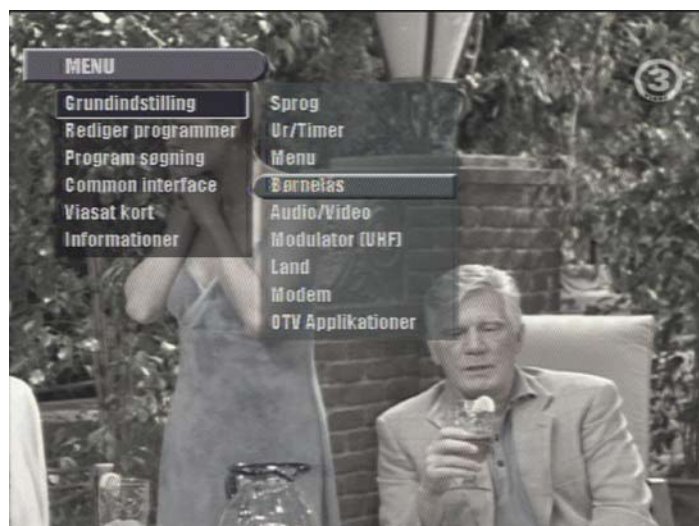 MENU
3
Grundindstilling
Rediger programmer
Program søgning
Common interface
Viasat kort
Informationer
Sprog
Ur/Timer
Menu
Børnelås
Audio/Video
Modulator (UHF)
Land
Modem
OTV Applikationer